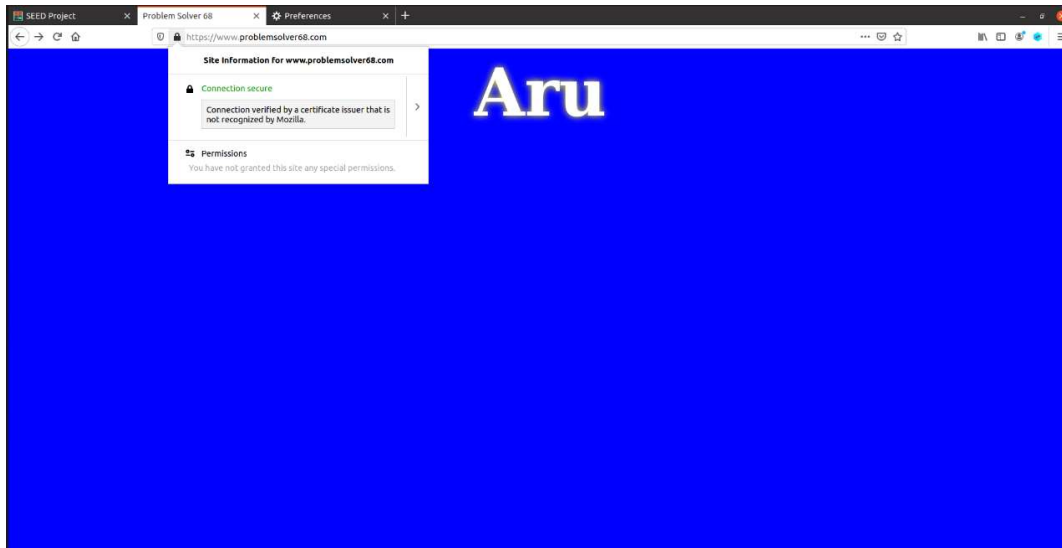 SEED Project
Problem Solver 68
Preferences
https://www.problemsolver68.com
Site Information for www.problemsolver68.com
Connection secure
Connection verified by a certificate issuer that is
not recognized by Mozilla.
Permissions
You have not granted this site any special permissions.
Aru